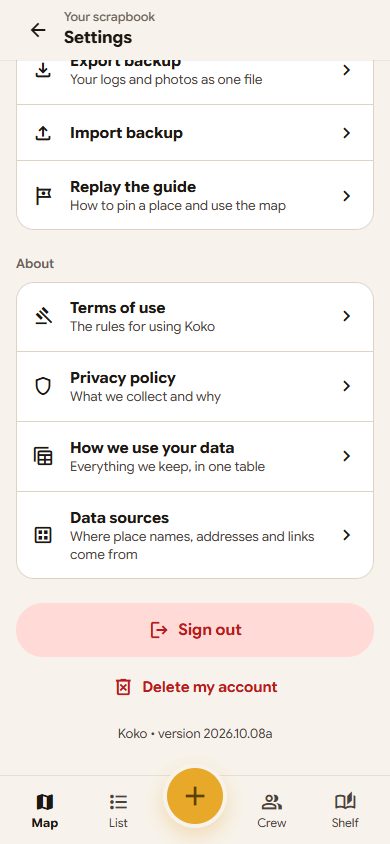 Your scrapbook
Settings
Export backup
Your logs and photos as one file
Import backup
Replay the guide
How to pin a place and use the map
About
Terms of use
The rules for using Koko
Privacy policy
What we collect and why
How we use your data
Everything we keep, in one table
Data sources
Where place names, addresses and links
come from
Sign out
Delete my account
Koko • version 2026.10.08a
Map
List
Crew
Shelf